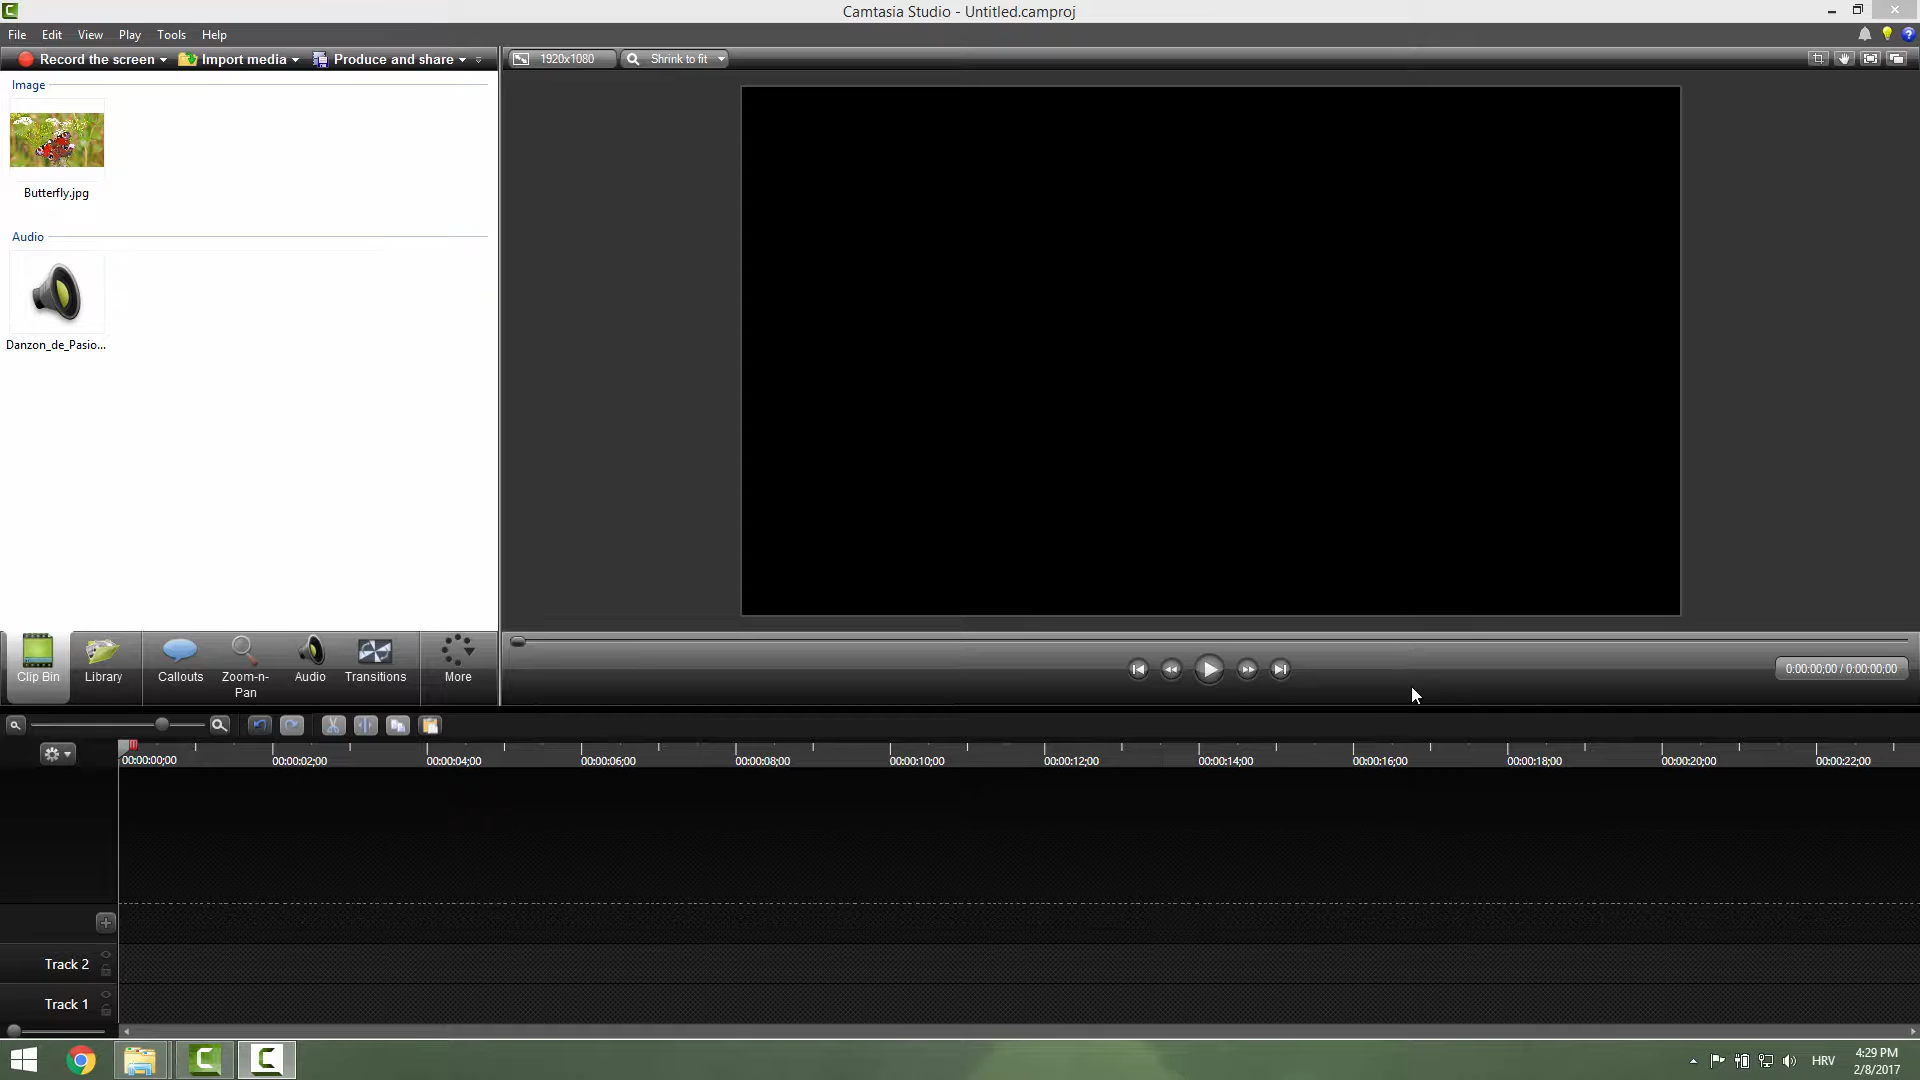 Camtasia Studio - Untitled.camproj
File Edit View Play Tools Help
Record the screen Import media Produce and share
1920x1080 Shrink to fit
Image
Butterfly.jpg
Audio
Danzon_de_Pasio...
Clip Bin Library Callouts Zoom-n-Pan Audio Transitions More
0:00:00;00 / 0:00:00;00
00:00:00;00 00:00:02;00 00:00:04;00 00:00:06;00 00:00:08;00 00:00:10;00 00:00:12;00 00:00:14;00 00:00:16;00 00:00:18;00 00:00:20;00 00:00:22;00
Track 2
Track 1
HRV
4:29 PM
2/8/2017